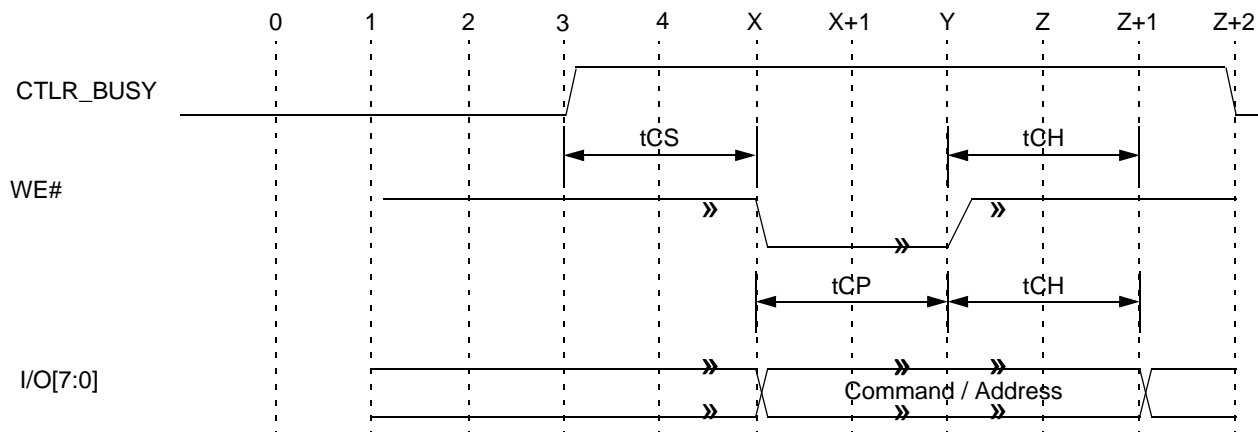 0 1 2 3 4 X X+1 Y Z Z+1 Z+2
CTLR_BUSY
tCS tCH
WE#
tCP tCH
I/O[7:0]
Command / Address